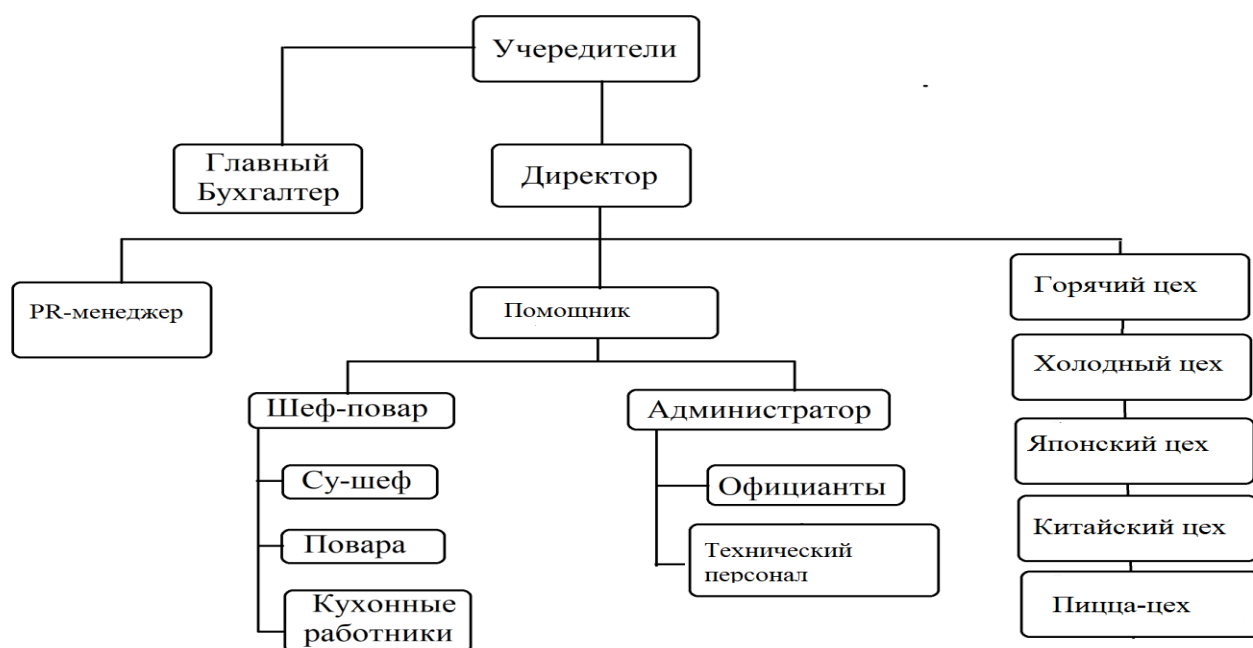 Учередители
Главный
Бухгалтер
Директор
PR-менеджер
Помощник
Горячий цех
Холодный цех
Шеф-повар
Администратор
Японский цех
Су-шеф
Официанты
Китайский цех
Повара
Технический
персонал
Пицца-цех
Кухонные
работники